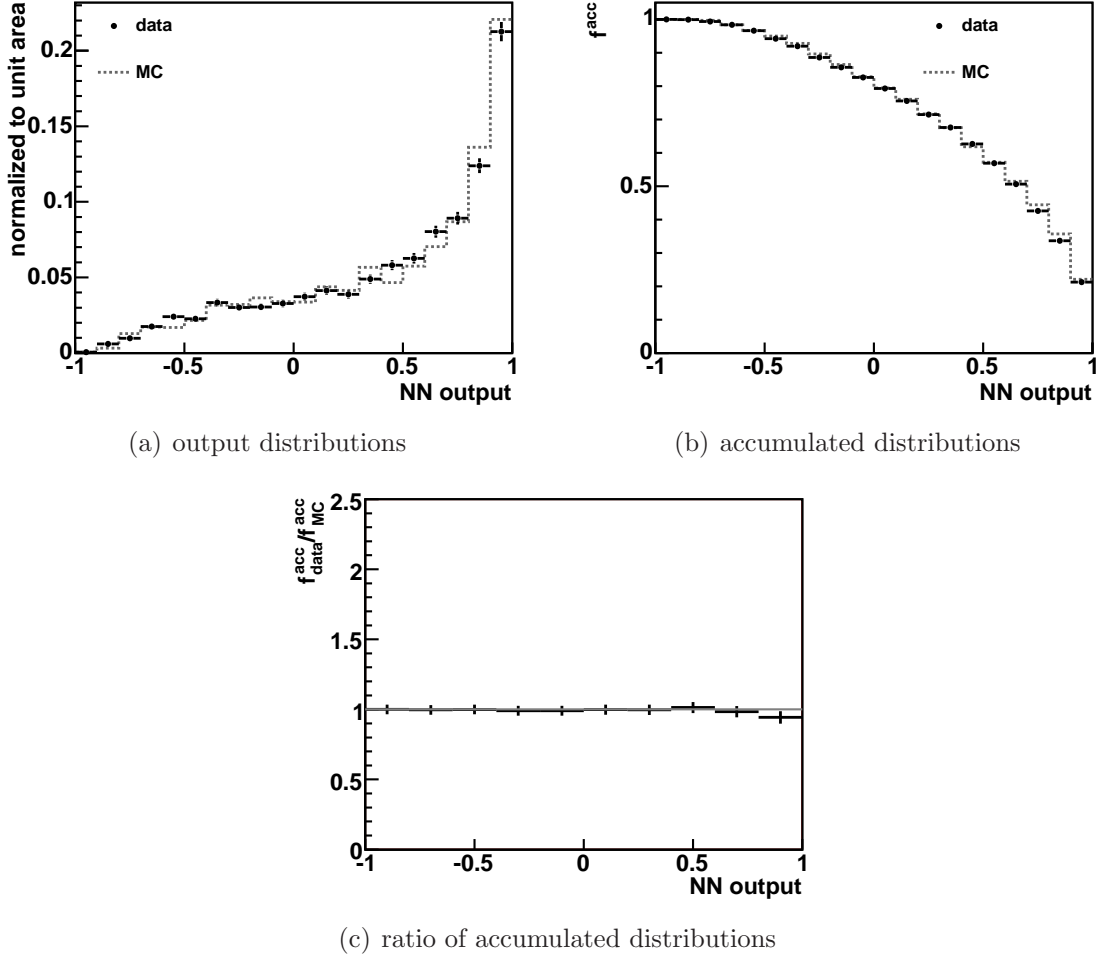 normalized to unit area
0.2
0.15
0.1
0.05
0
data
MC
-1
-0.5
0
0.5
1
NN output
(a) output distributions
f^acc
1
0.5
0
data
MC
-1
-0.5
0
0.5
1
NN output
(b) accumulated distributions
f^acc_data/f^acc_MC
2.5
2
1.5
1
0.5
0
-1
-0.5
0
0.5
1
NN output
(c) ratio of accumulated distributions